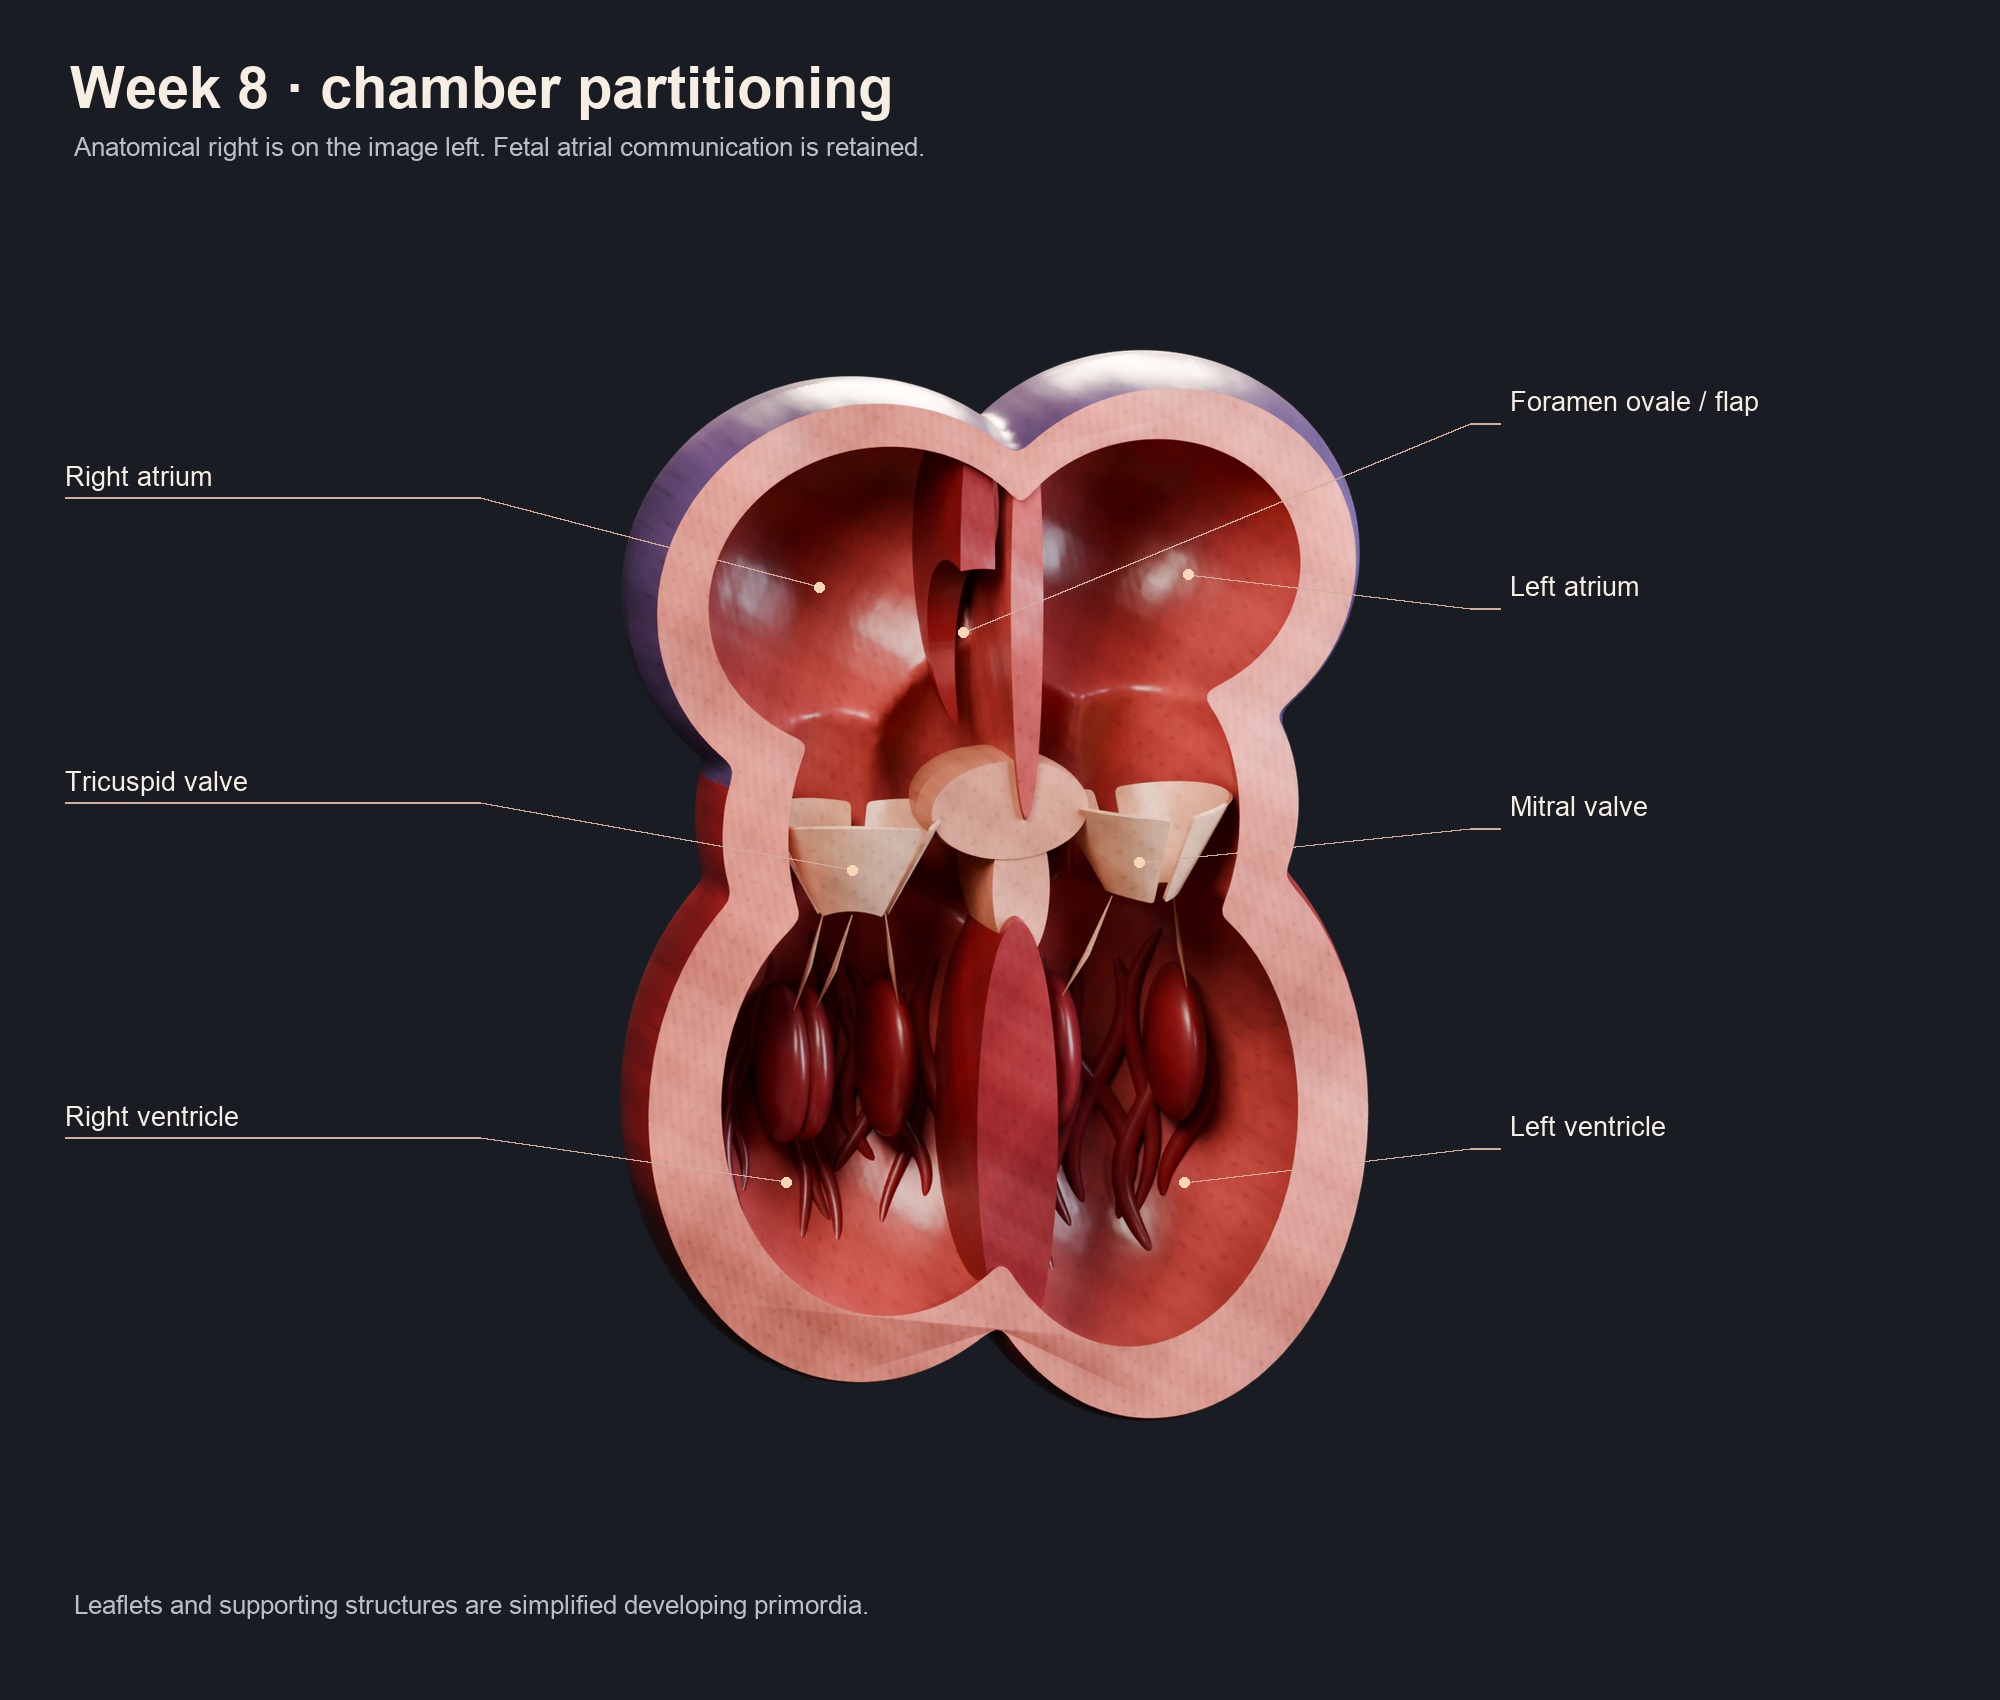 Week 8 · chamber partitioning
Anatomical right is on the image left. Fetal atrial communication is retained.
Foramen ovale / flap
Right atrium
Left atrium
Tricuspid valve
Mitral valve
Right ventricle
Left ventricle
Leaflets and supporting structures are simplified developing primordia.